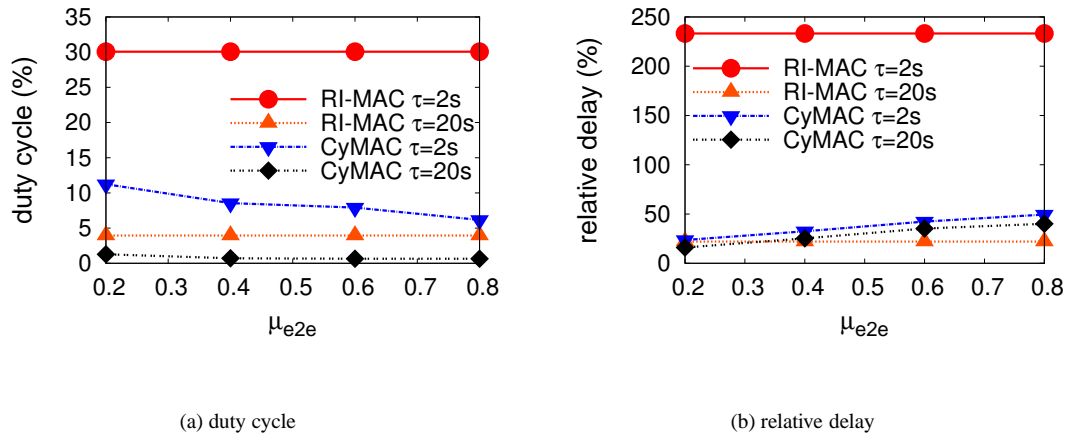 35
30
25
20
15
10
5
0
duty cycle (%)
RI-MAC τ=2s
RI-MAC τ=20s
CyMAC τ=2s
CyMAC τ=20s
0.2 0.3 0.4 0.5 0.6 0.7 0.8
μe2e
(a) duty cycle
250
200
150
100
50
0
relative delay (%)
RI-MAC τ=2s
RI-MAC τ=20s
CyMAC τ=2s
CyMAC τ=20s
0.2 0.3 0.4 0.5 0.6 0.7 0.8
μe2e
(b) relative delay